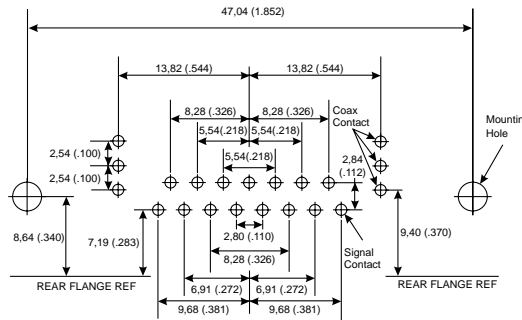 47,04 (1.852)
13,82 (.544)
13,82 (.544)
8,28 (.326)
8,28 (.326)
Coax
Contact
5,54(.218)
5,54(.218)
Mounting
Hole
2,54 (.100)
5,54(.218)
2,84
(.112)
2,54 (.100)
8,64 (.340)
7,19 (.283)
2,80 (.110)
Signal
Contact
9,40 (.370)
8,28 (.326)
REAR FLANGE REF
6,91 (.272)
6,91 (.272)
REAR FLANGE REF
9,68 (.381)
9,68 (.381)